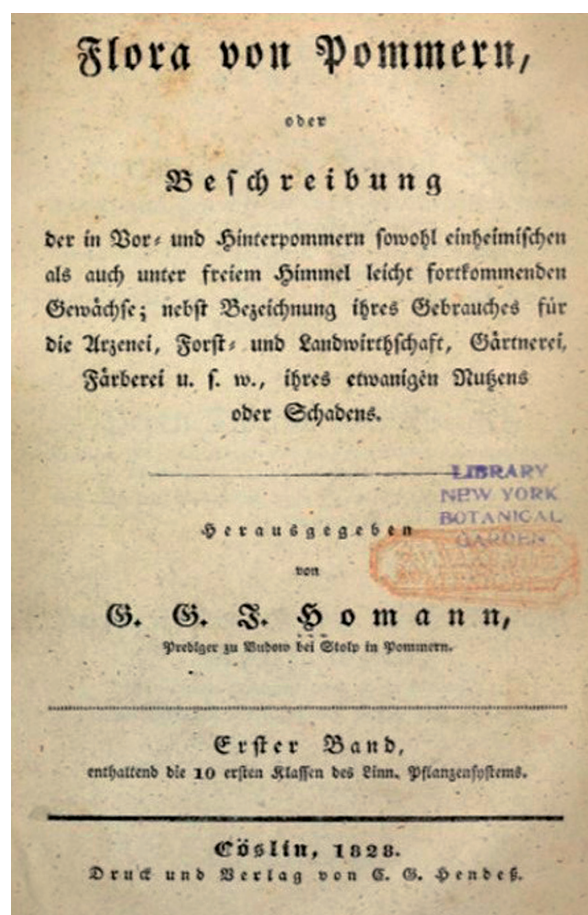 Flora von Pommern,
oder
Beschreibung
der in Vor- und Hinterpommern sowohl einheimischen
als auch unter freiem Himmel leicht fortkommenden
Gewächse; nebst Bezeichnung ihres Gebrauches für
die Arzenei, Forst- und Landwirthschaft, Gärtnerei,
Färberei u. s. w., ihres etwanigen Nutzens
oder Schadens.
LIBRARY
NEW YORK
BOTANICAL
GARDEN
Herausgegeben
von
G. G. J. Homann,
Prediger zu Budow bei Stolp in Pommern.
Erster Band,
enthaltend die 10 ersten Klassen des Linn. Pflanzensystems.
Cöslin, 1828.
Druck und Verlag von C. G. Hendeß.